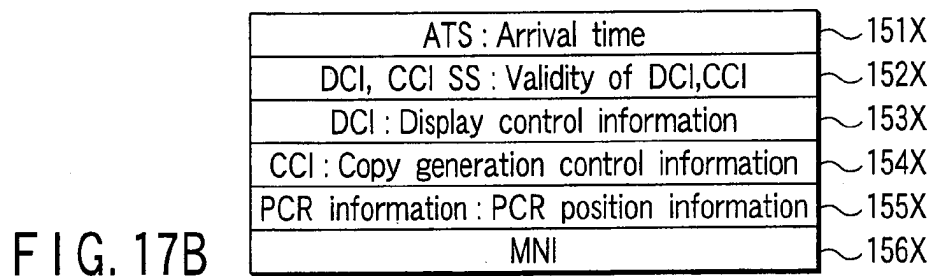 ATS : Arrival time 151X
DCI, CCI SS : Validity of DCI,CCI 152X
DCI : Display control information 153X
CCI : Copy generation control information 154X
PCR information : PCR position information 155X
MNI 156X
FIG. 17B